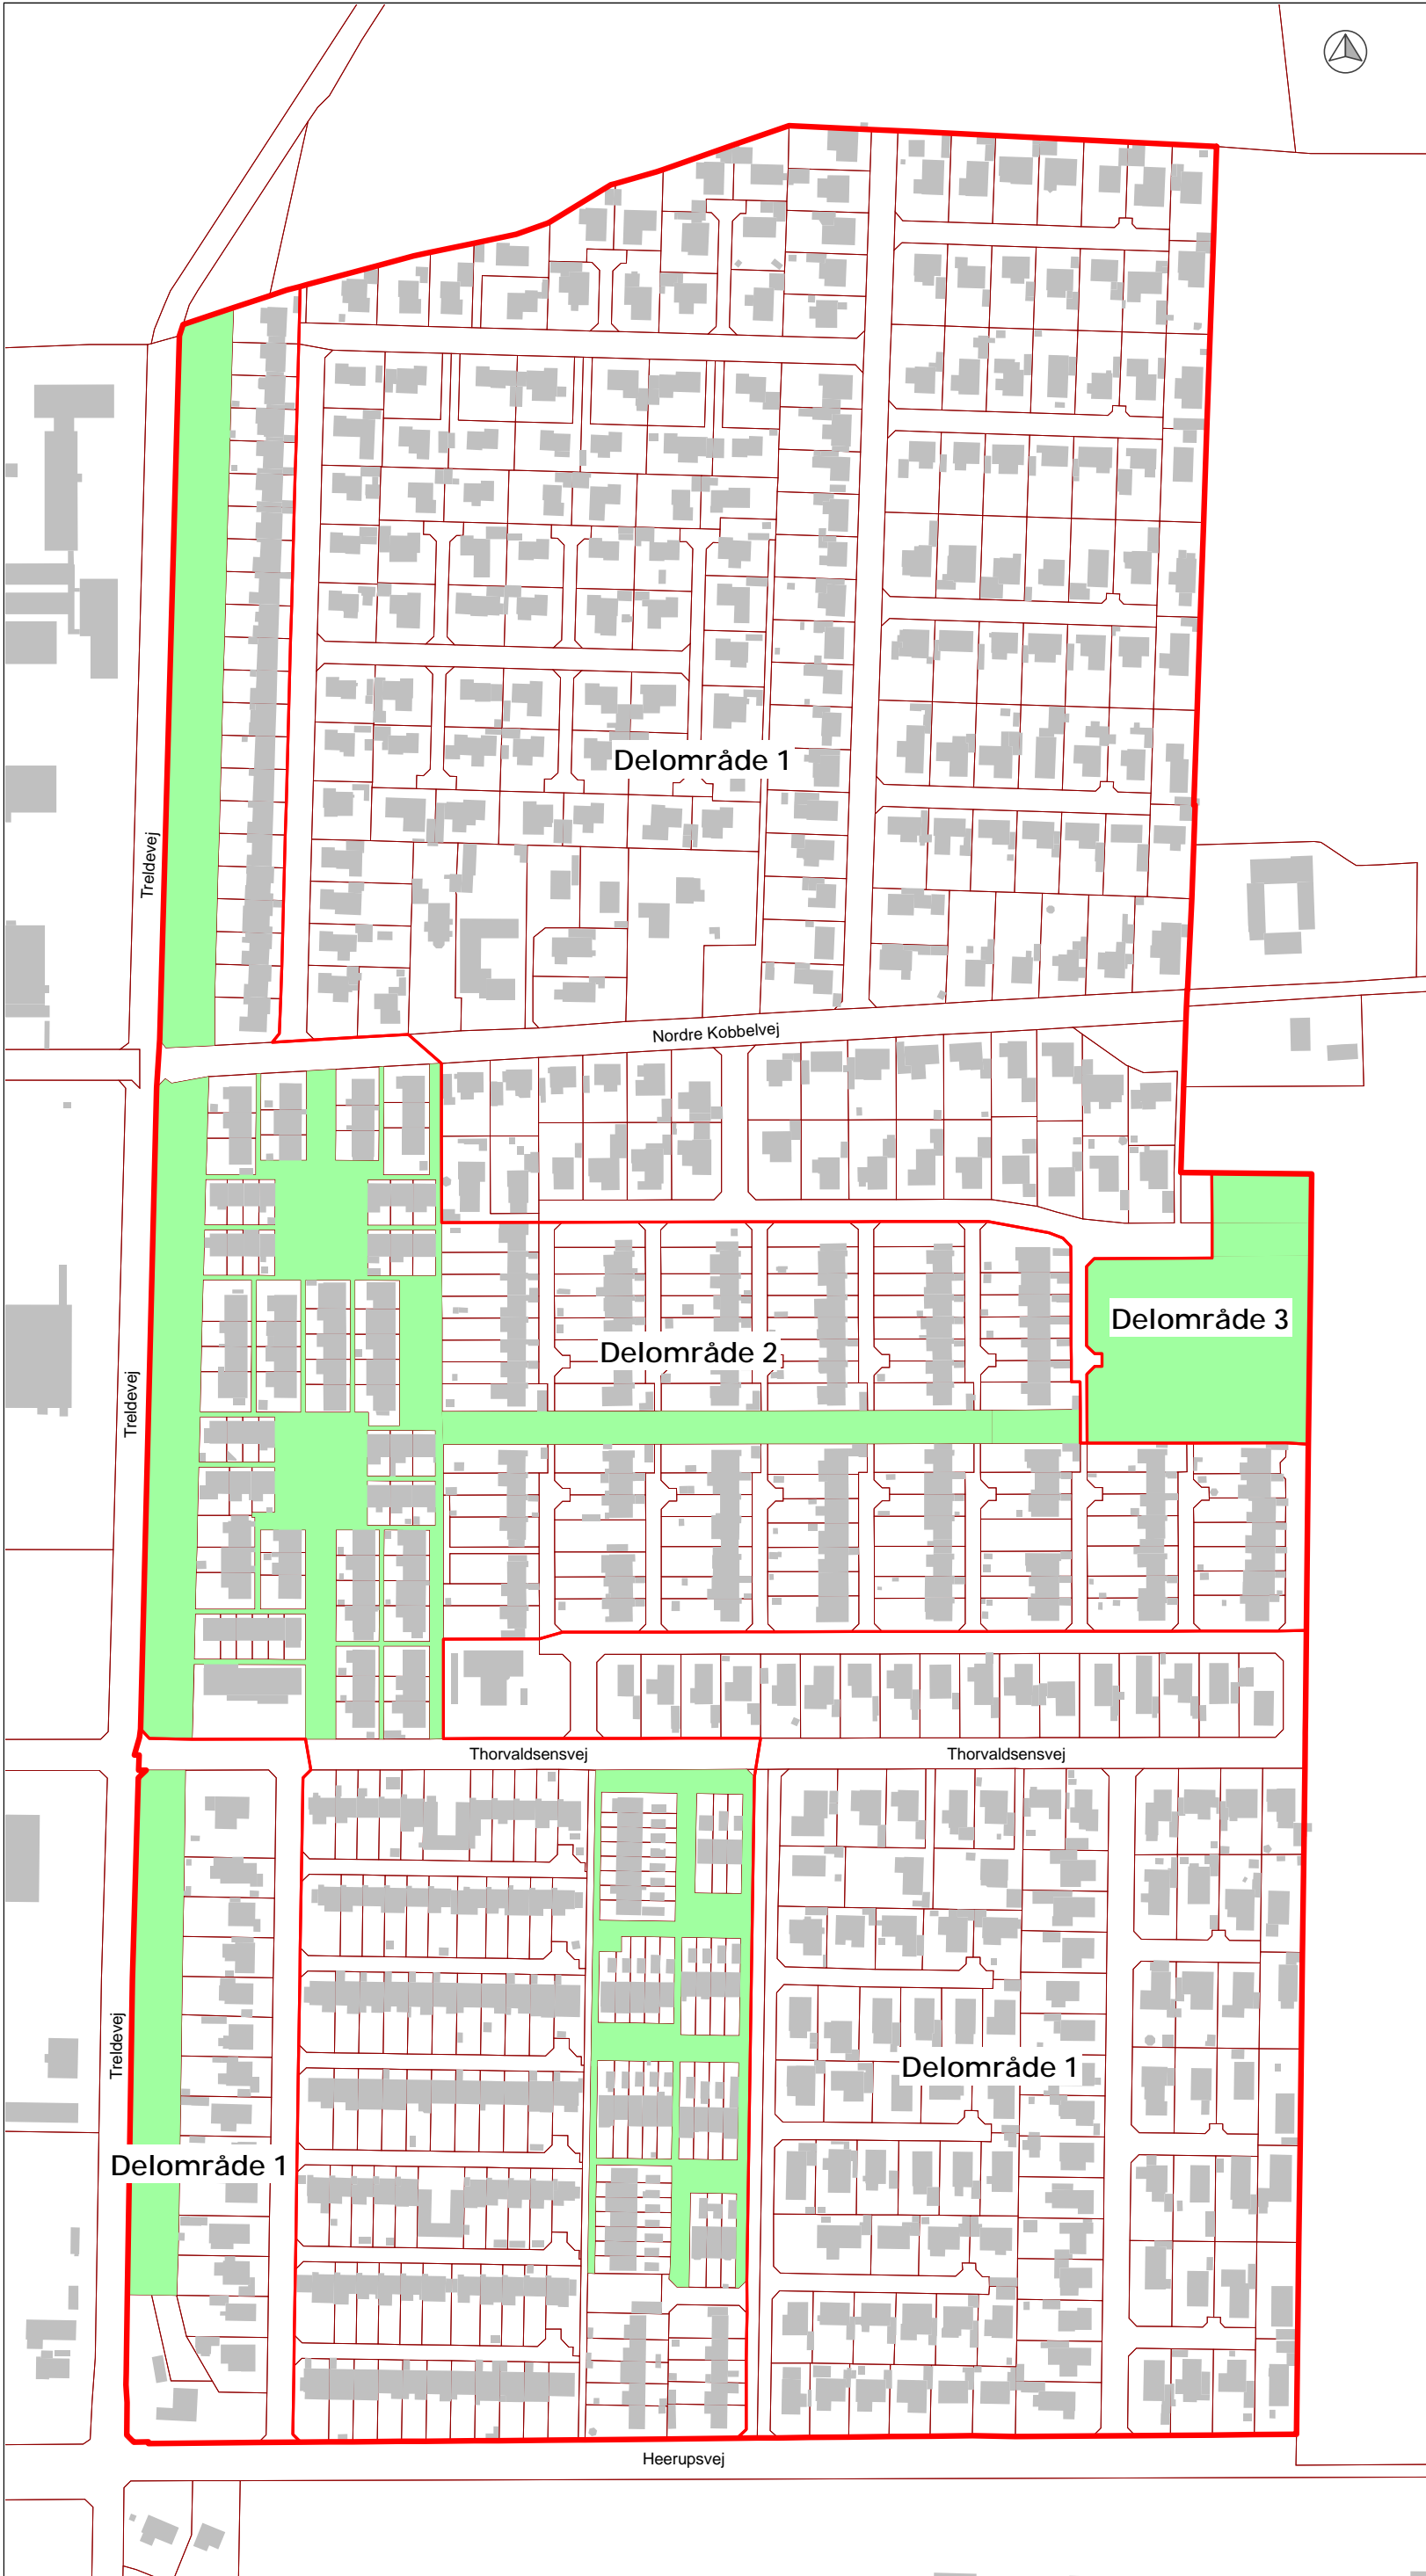 Delområde 1
Treldevej
Nordre Kobbelvej
Delområde 3
Delområde 2
Treldevej
Thorvaldsensvej
Thorvaldsensvej
Treldevej
Delområde 1
Delområde 1
Heerupsvej